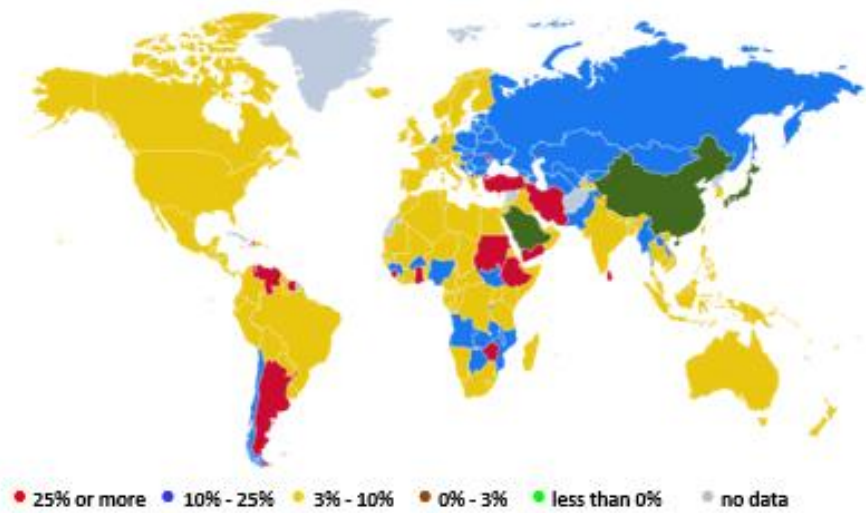 25% or more 10% - 25% 3% - 10% 0% - 3% less than 0% no data